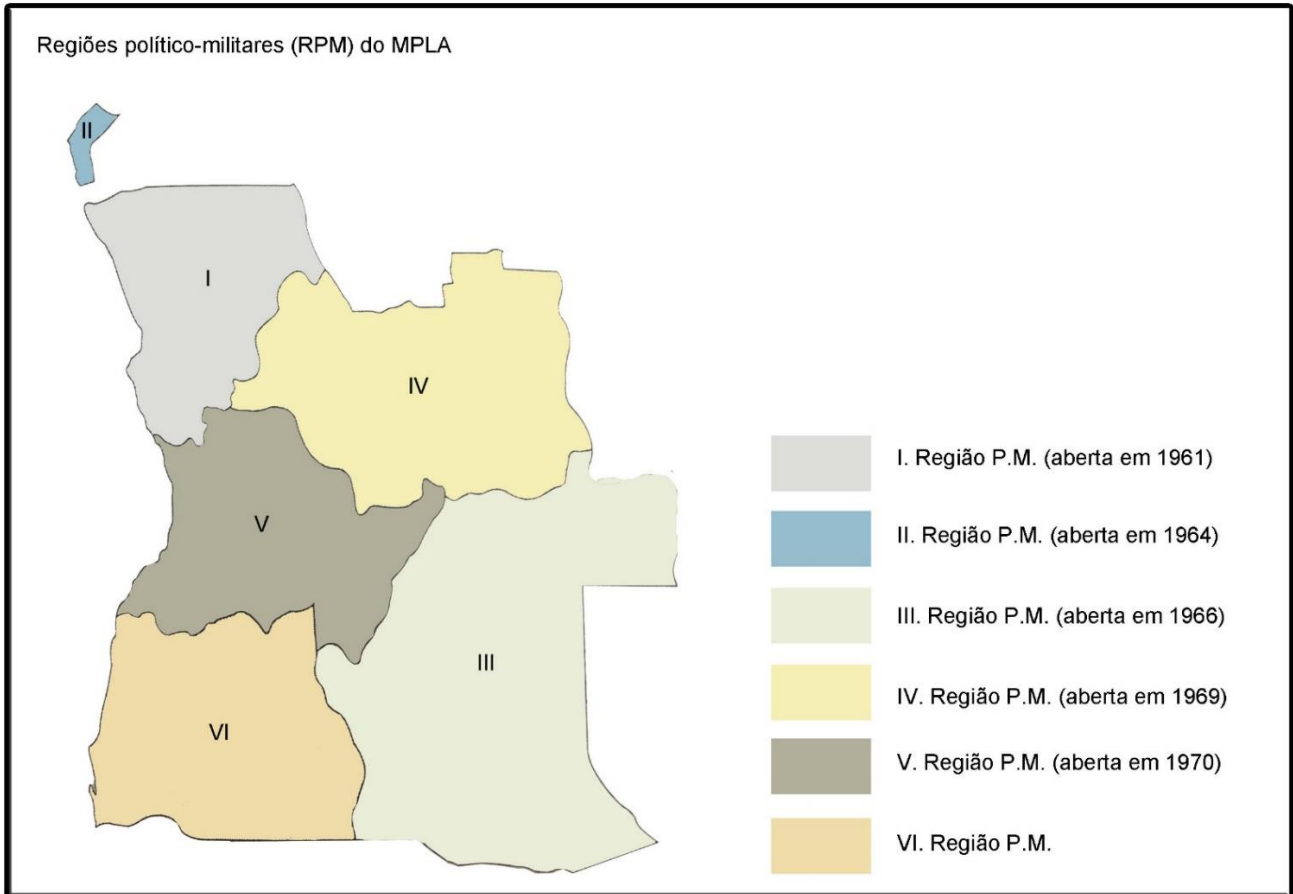 Regiões político-militares (RPM) do MPLA
II
I
IV
V
III
VI
I. Região P.M. (aberta em 1961)
II. Região P.M. (aberta em 1964)
III. Região P.M. (aberta em 1966)
IV. Região P.M. (aberta em 1969)
V. Região P.M. (aberta em 1970)
VI. Região P.M.